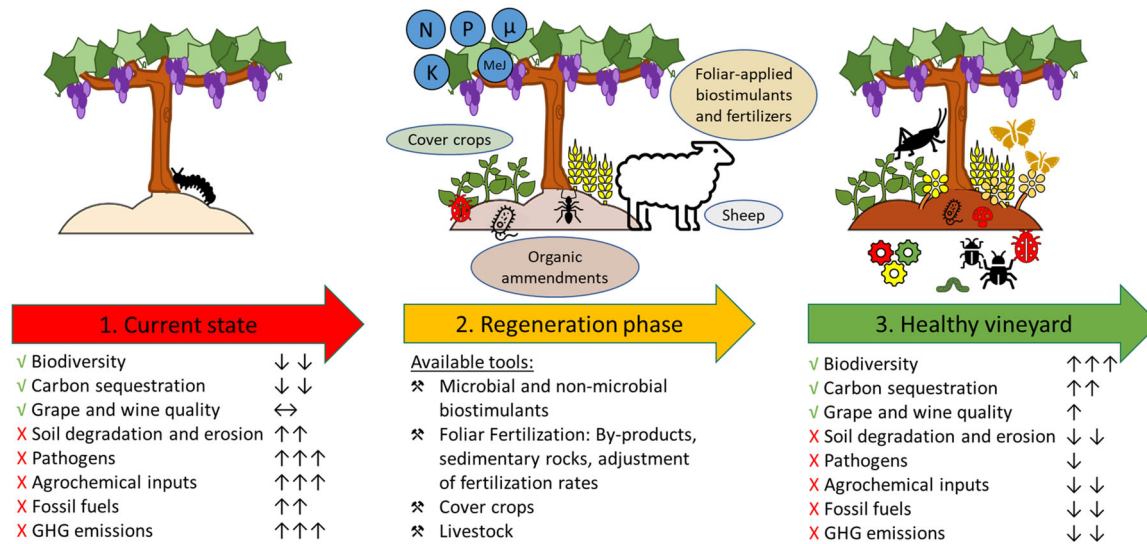 N P µ
K MeJ
Foliar-applied
biostimulants
and fertilizers
Cover crops
Sheep
Organic
ammendments
1. Current state
√ Biodiversity ↓ ↓
√ Carbon sequestration ↓ ↓
√ Grape and wine quality ↔
X Soil degradation and erosion ↑ ↑
X Pathogens ↑ ↑ ↑
X Agrochemical inputs ↑ ↑ ↑
X Fossil fuels ↑ ↑
X GHG emissions ↑ ↑ ↑
2. Regeneration phase
Available tools:
Microbial and non-microbial
biostimulants
Foliar Fertilization: By-products,
sedimentary rocks, adjustment
of fertilization rates
Cover crops
Livestock
3. Healthy vineyard
√ Biodiversity ↑ ↑ ↑
√ Carbon sequestration ↑ ↑
√ Grape and wine quality ↑
X Soil degradation and erosion ↓ ↓
X Pathogens ↓
X Agrochemical inputs ↓ ↓
X Fossil fuels ↓ ↓
X GHG emissions ↓ ↓